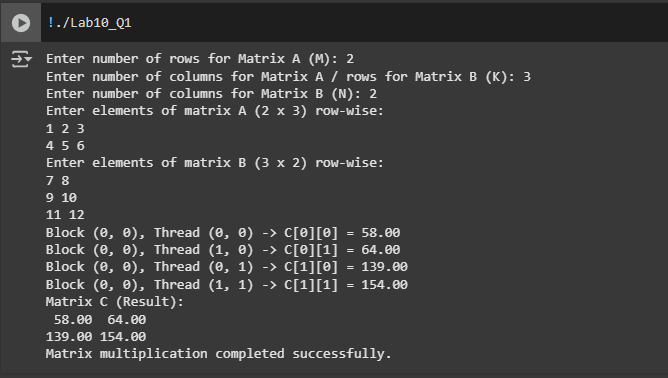 !./Lab10_Q1
Enter number of rows for Matrix A (M): 2
Enter number of columns for Matrix A / rows for Matrix B (K): 3
Enter number of columns for Matrix B (N): 2
Enter elements of matrix A (2 x 3) row-wise:
1 2 3
4 5 6
Enter elements of matrix B (3 x 2) row-wise:
7 8
9 10
11 12
Block (0, 0), Thread (0, 0) -> C[0][0] = 58.00
Block (0, 0), Thread (1, 0) -> C[0][1] = 64.00
Block (0, 0), Thread (0, 1) -> C[1][0] = 139.00
Block (0, 0), Thread (1, 1) -> C[1][1] = 154.00
Matrix C (Result):
 58.00  64.00
139.00 154.00
Matrix multiplication completed successfully.